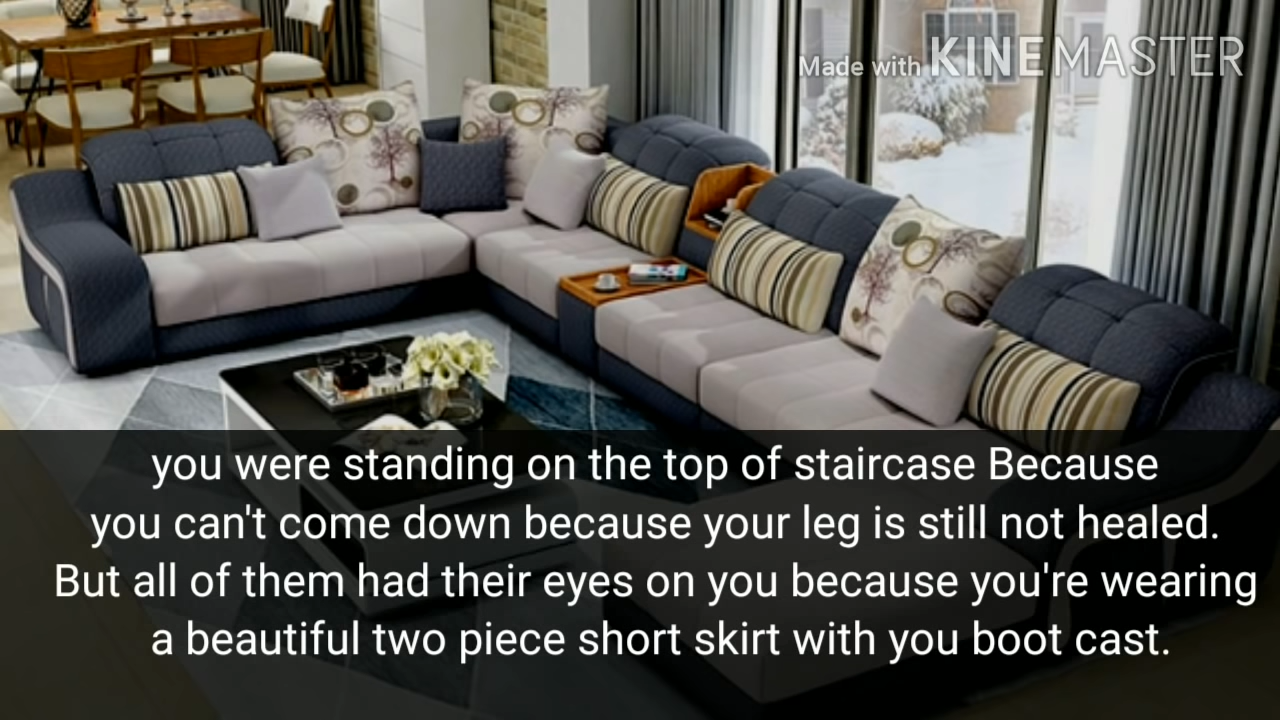 Made with KINEMASTER
you were standing on the top of staircase Because
you can't come down because your leg is still not healed.
But all of them had their eyes on you because you're wearing
a beautiful two piece short skirt with you boot cast.